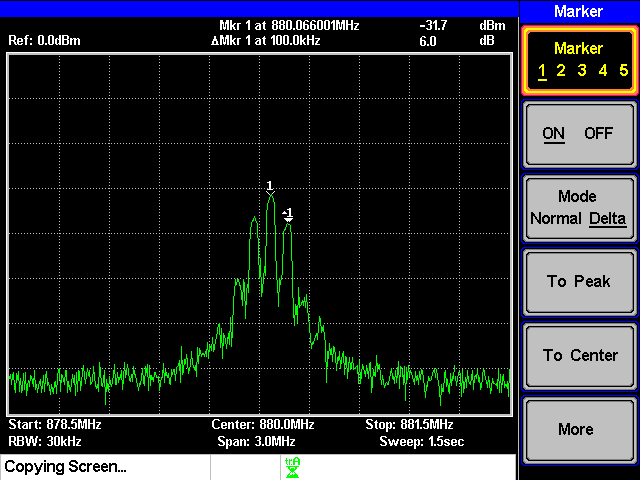 Marker
Mkr 1 at 880.066001MHz -31.7 dBm
Ref: 0.0dBm ΔMkr 1 at 100.0kHz 6.0 dB
Marker
1 2 3 4 5
ON OFF
Mode
Normal Delta
To Peak
To Center
More
1
1
Start: 878.5MHz Center: 880.0MHz Stop: 881.5MHz
RBW: 30kHz Span: 3.0MHz Sweep: 1.5sec
Copying Screen...
trA